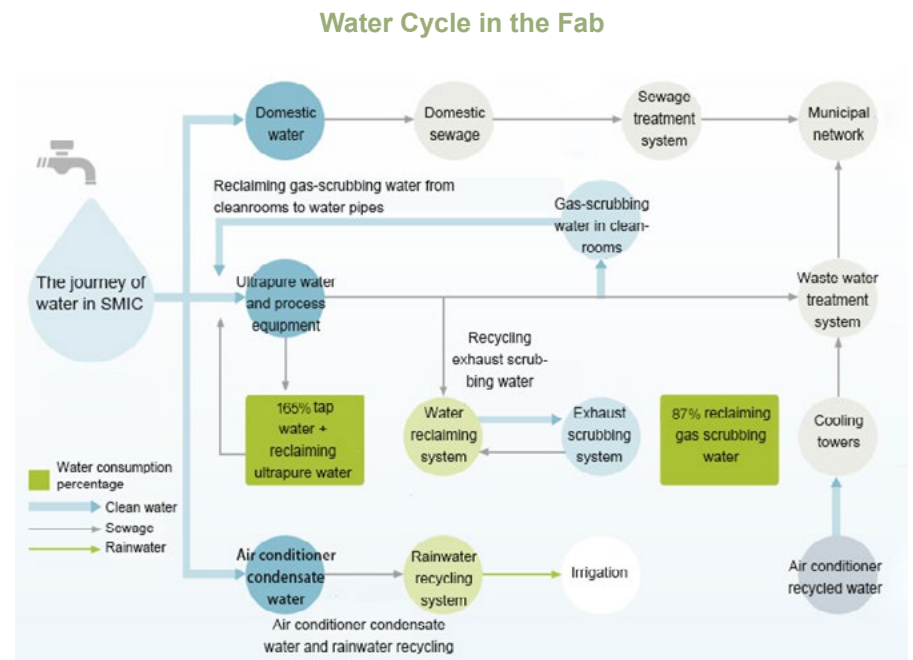 Water Cycle in the Fab
Domestic
water
Domestic
sewage
Sewage
treatment
system
Municipal
network
Reclaiming gas-scrubbing water from
cleanrooms to water pipes
Gas-scrubbing
water in clean-
rooms
The journey of
water in SMIC
Ultrapure water
and process
equipment
Waste water
treatment
system
Recycling
exhaust scrub-
bing water
165% tap
water +
reclaiming
ultrapure water
Water
reclaiming
system
Exhaust
scrubbing
system
87% reclaiming
gas scrubbing
water
Cooling
towers
Water consumption
percentage
Clean water
Sewage
Rainwater
Air conditioner
condensate
water
Rainwater
recycling
system
Irrigation
Air conditioner
recycled water
Air conditioner condensate
water and rainwater recycling